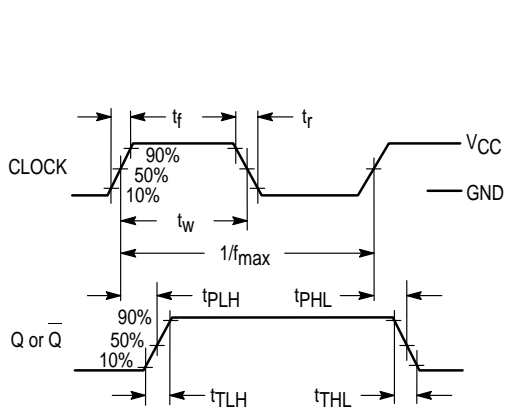 tf
tr
CLOCK
90%
50%
10%
VCC
GND
tw
1/fmax
tPLH
tPHL
Q or Q̅
90%
50%
10%
tTLH
tTHL